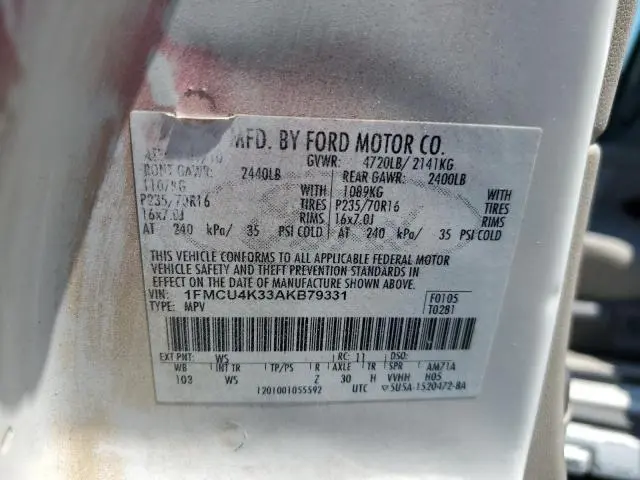 MFD. BY FORD MOTOR CO.
GVWR: 4720LB/ 2141KG
FRONT GAWR: 2440LB REAR GAWR: 2400LB
WITH 1089KG WITH
P235/70R16 TIRES P235/70R16 TIRES
16x7.0J RIMS 16x7.0J RIMS
AT 240 kPa/ 35 PSI COLD AT 240 kPa/ 35 PSI COLD
THIS VEHICLE CONFORMS TO ALL APPLICABLE FEDERAL MOTOR
VEHICLE SAFETY AND THEFT PREVENTION STANDARDS IN
EFFECT ON THE DATE OF MANUFACTURE SHOWN ABOVE.
VIN: 1FMCU4K33AKB79331 F0105
TYPE: MPV T0281
EXT PNT: WS RC: 11 DSO:
WB INT TR TP/PS R AXLE TR SPR AM71A
103 WS Z 30 H VVHH H05
1201001055592 UTC 5U5A-1520472-BA